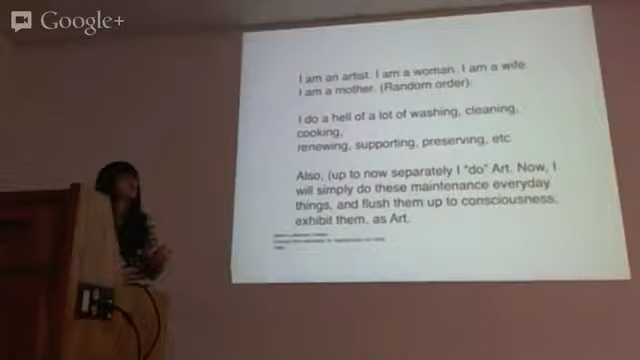 Google+
I am an artist. I am a woman. I am a wife.
I am a mother. (Random order).
I do a hell of a lot of washing, cleaning,
cooking,
renewing, supporting, preserving, etc
Also, (up to now separately I "do" Art. Now, I
will simply do these maintenance everyday
things, and flush them up to consciousness,
exhibit them, as Art.